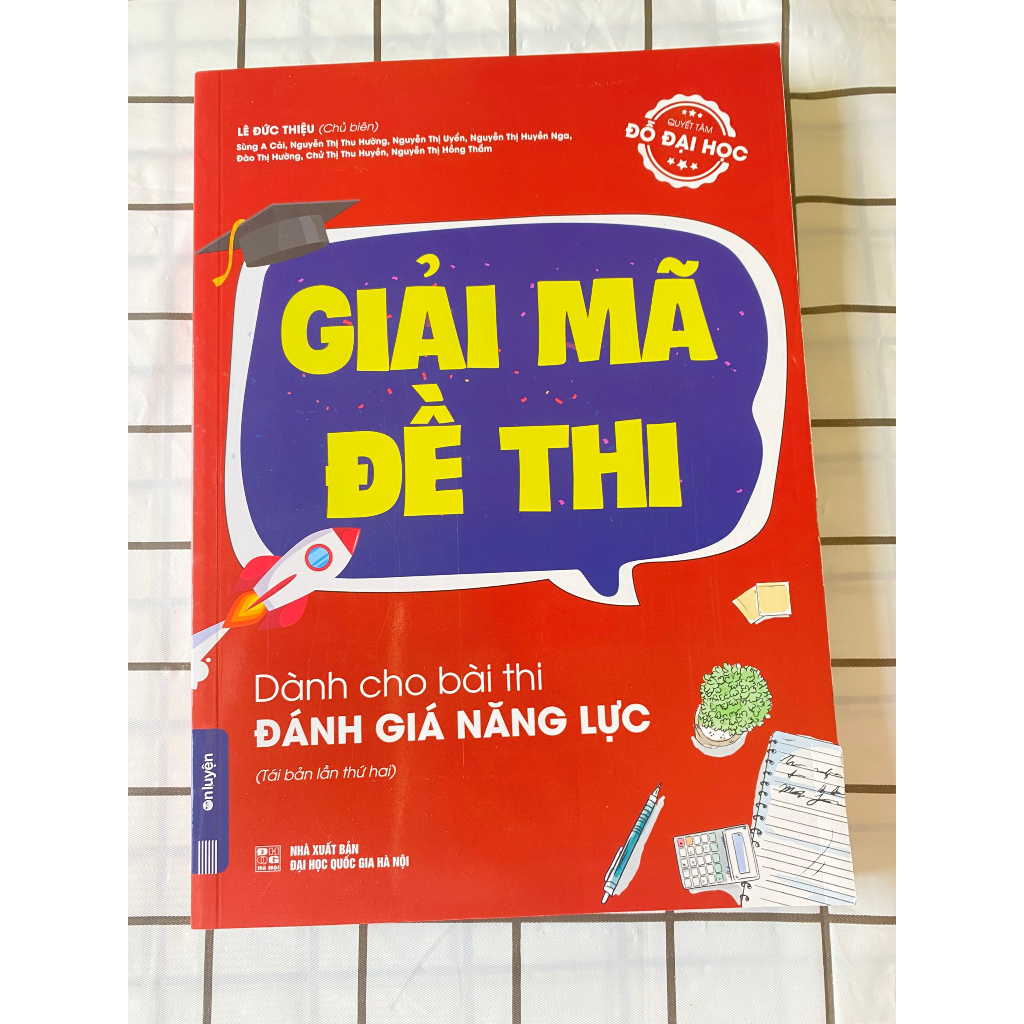 LÊ ĐỨC THIỆU (Chủ biên)
Sùng A Cải, Nguyễn Thị Thu Hường, Nguyễn Thị Uyển, Nguyễn Thị Huyền Nga,
Đào Thị Hường, Chử Thị Thu Huyền, Nguyễn Thị Hồng Thắm
QUYẾT TÂM
ĐỖ ĐẠI HỌC
GIẢI MÃ
ĐỀ THI
Dành cho bài thi
ĐÁNH GIÁ NĂNG LỰC
(Tái bản lần thứ hai)
onluyện
NHÀ XUẤT BẢN
ĐẠI HỌC QUỐC GIA HÀ NỘI